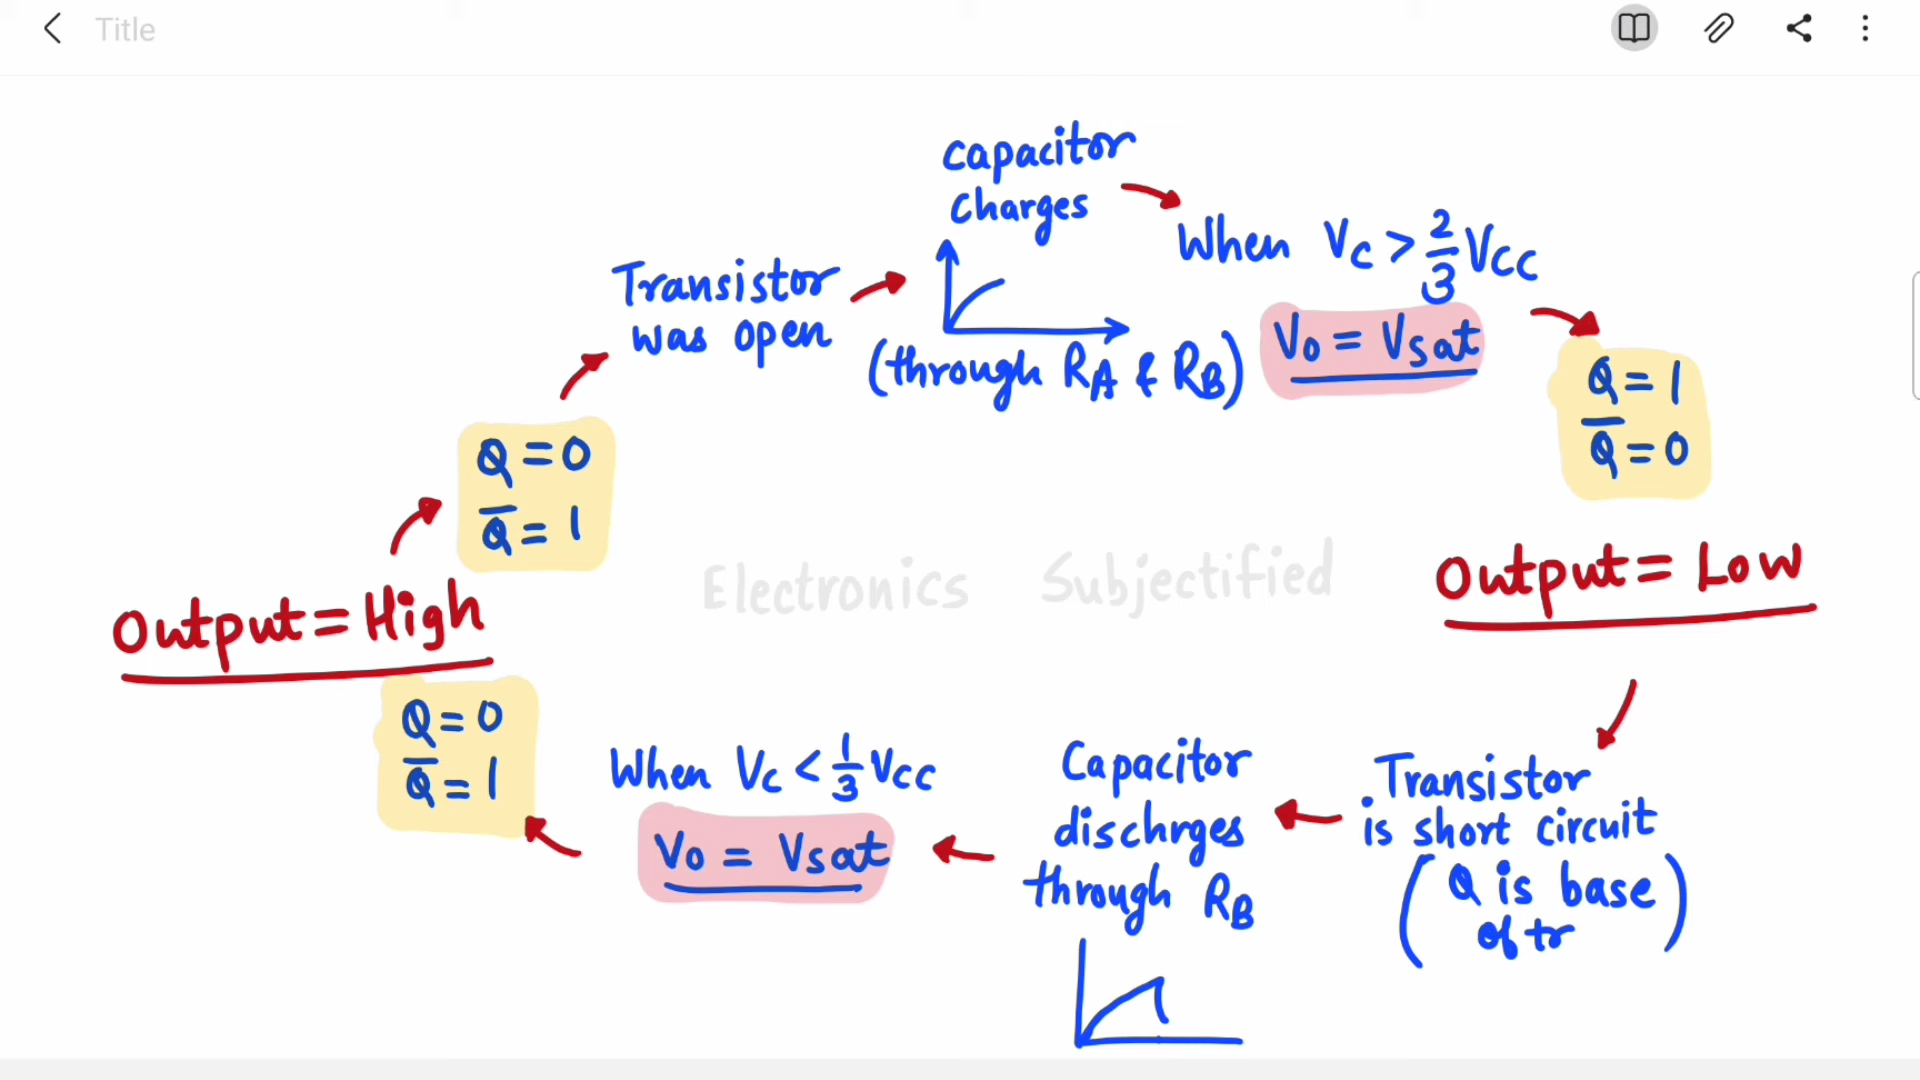 Title
Capacitor
Charges
(through RA & RB)
When VC > 2/3 VCC
Vo = Vsat
Transistor
was open
Q = 1
Q̅ = 0
Q = 0
Q̅ = 1
Electronics Subjectified
Output = High
Output = Low
Q = 0
Q̅ = 1
When VC < 1/3 VCC
Vo = Vsat
Capacitor
dischrges
through RB
Transistor
is short circuit
(Q is base
of tr)